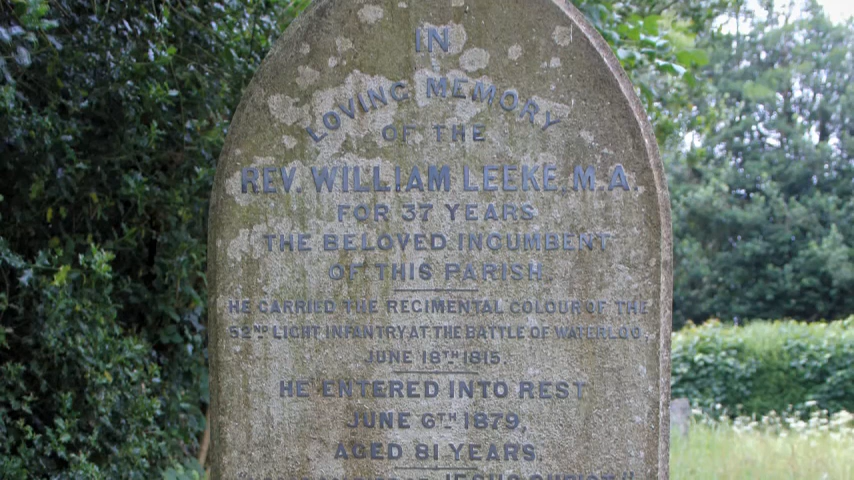 IN
LOVING MEMORY
OF THE
REV. WILLIAM LEEKE, M.A.
FOR 37 YEARS
THE BELOVED INCUMBENT
OF THIS PARISH.
HE CARRIED THE REGIMENTAL COLOUR OF THE
52ND LIGHT INFANTRY AT THE BATTLE OF WATERLOO,
JUNE 18TH 1815.
HE ENTERED INTO REST
JUNE 6TH 1879,
AGED 81 YEARS.
JESUS CHRIST."